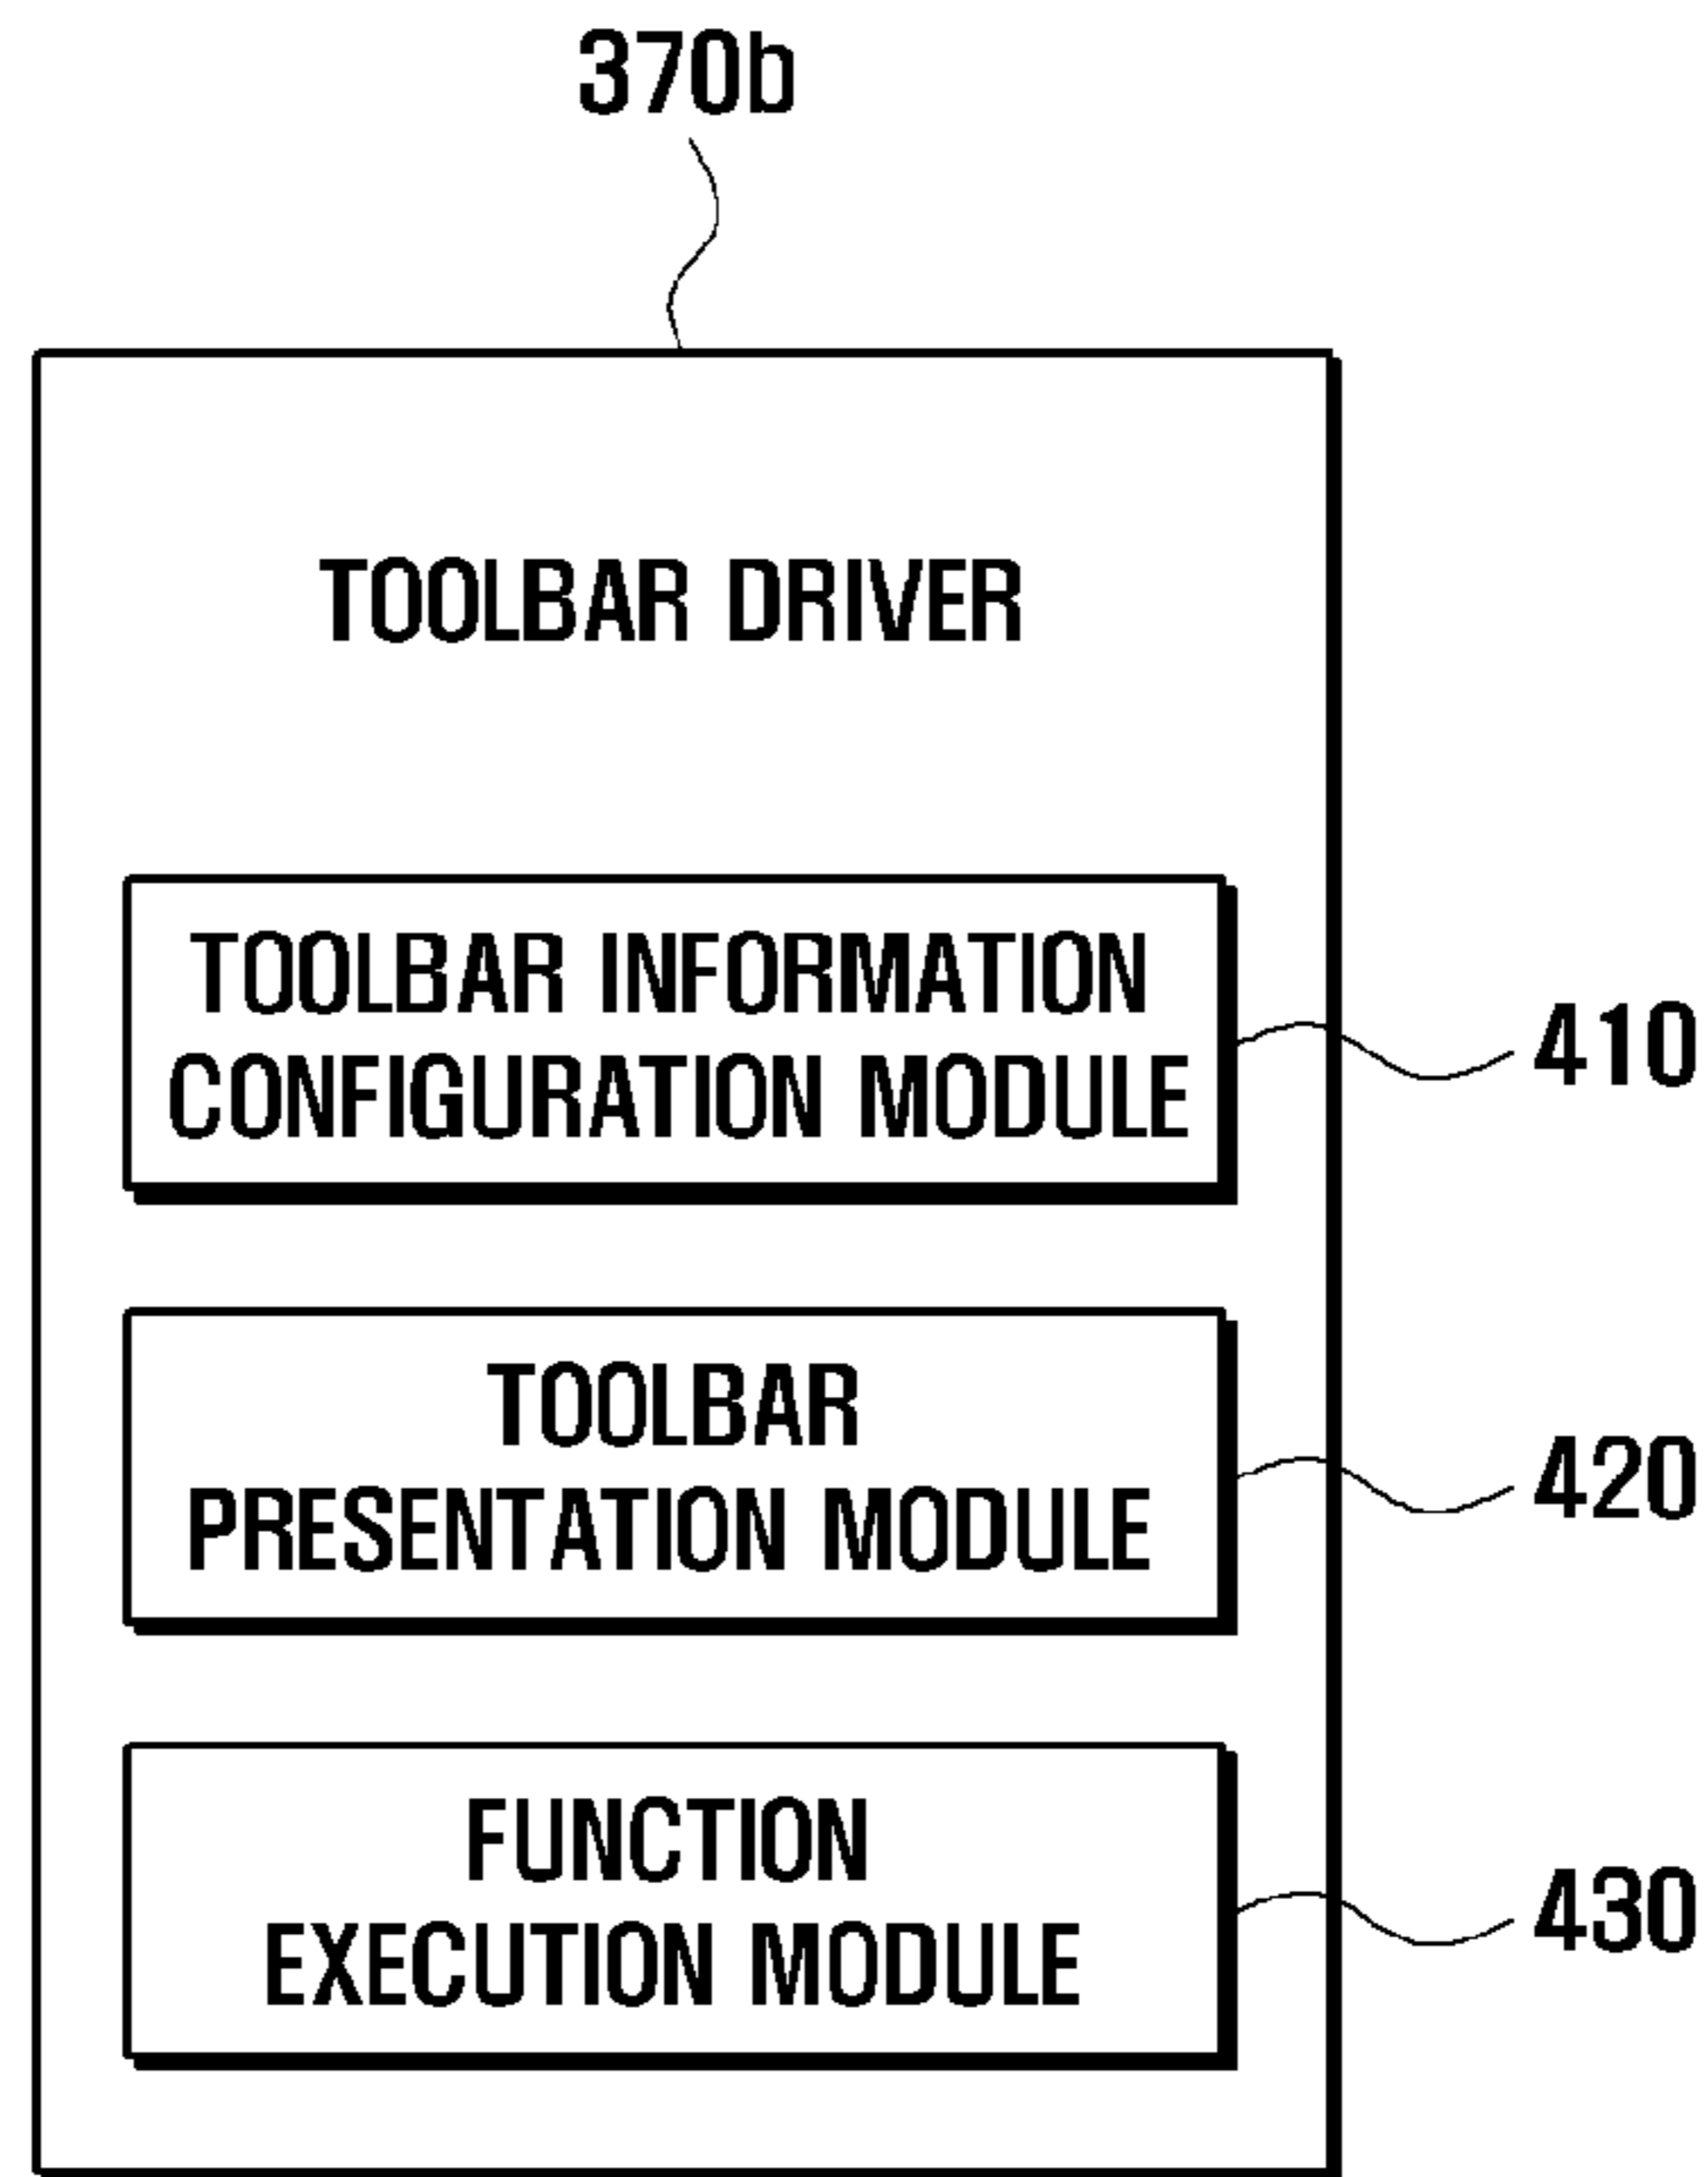 370b
TOOLBAR DRIVER
TOOLBAR INFORMATION
CONFIGURATION MODULE
410
TOOLBAR
PRESENTATION MODULE
420
FUNCTION
EXECUTION MODULE
430